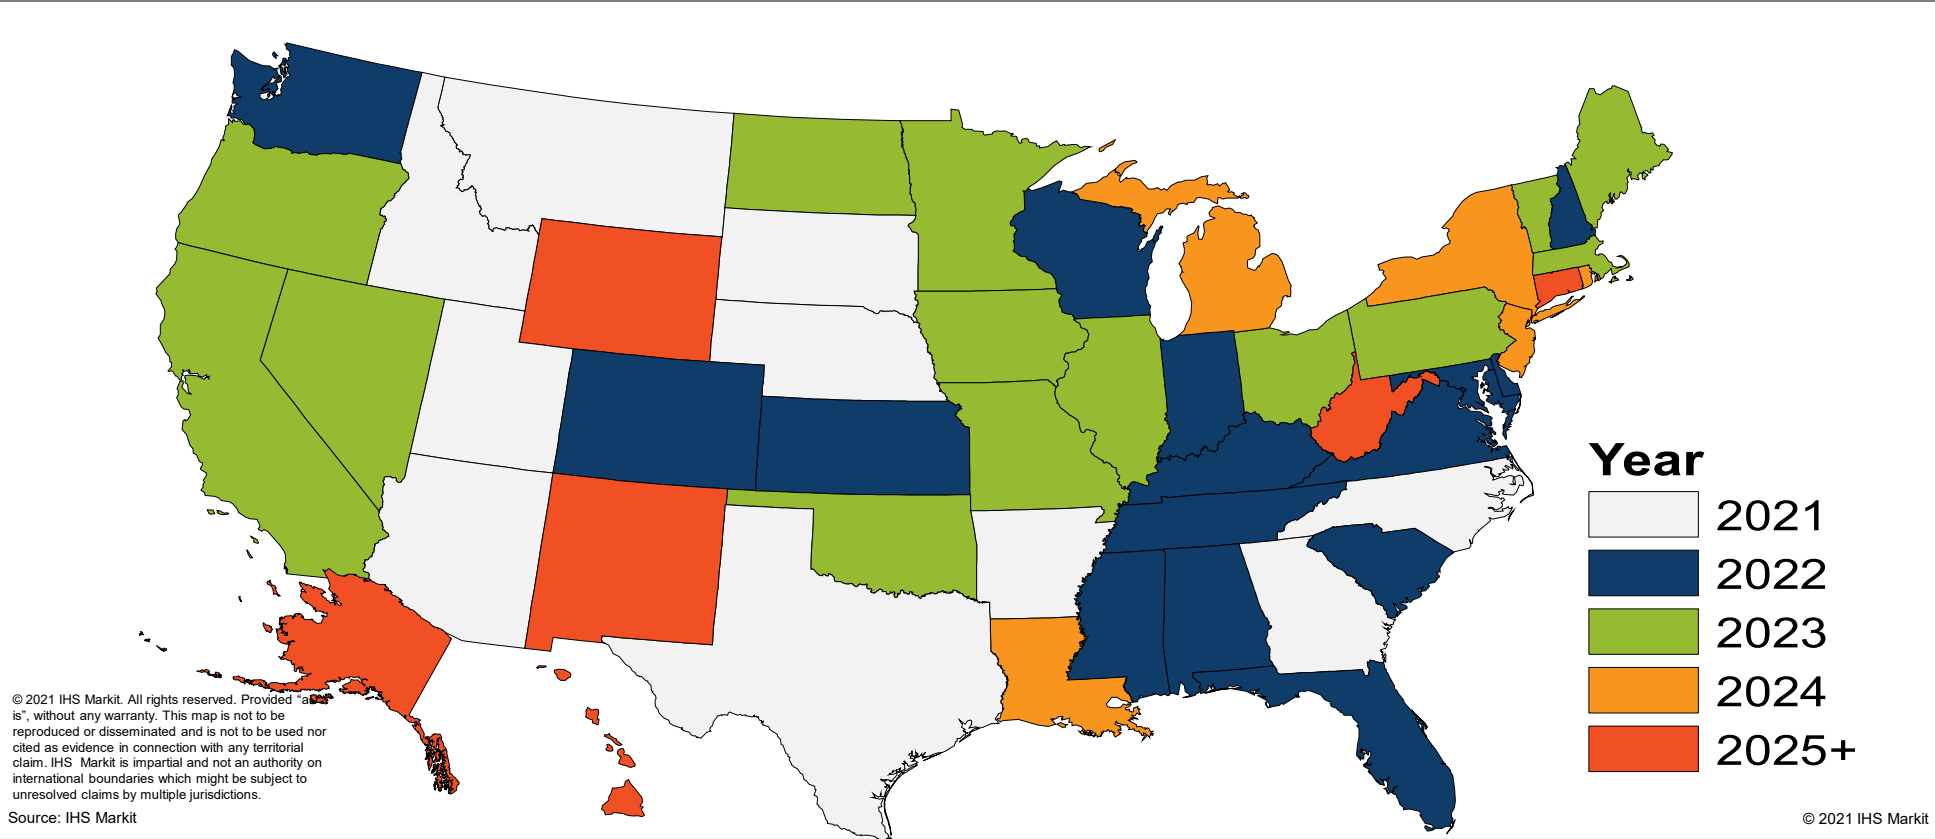 Year
2021
2022
2023
2024
2025+
© 2021 IHS Markit. All rights reserved. Provided “as
is”, without any warranty. This map is not to be
reproduced or disseminated and is not to be used nor
cited as evidence in connection with any territorial
claim. IHS Markit is impartial and not an authority on
international boundaries which might be subject to
unresolved claims by multiple jurisdictions.
Source: IHS Markit
© 2021 IHS Markit